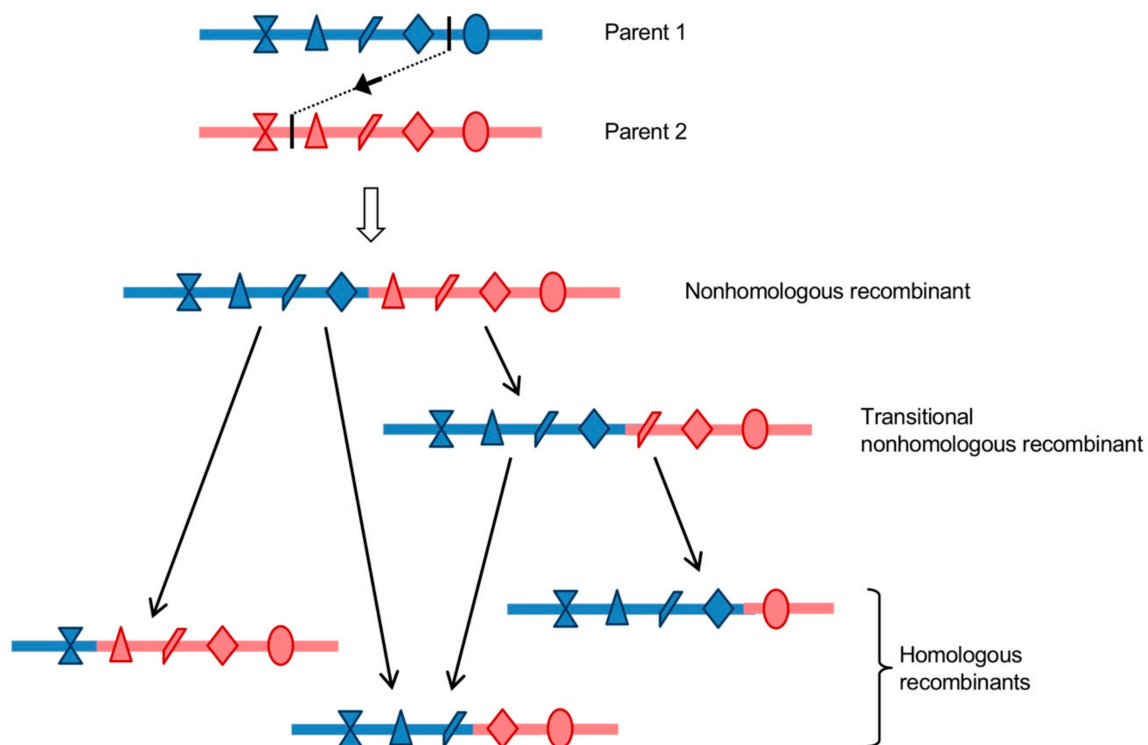 Parent 1
Parent 2
Nonhomologous recombinant
Transitional
nonhomologous recombinant
Homologous
recombinants